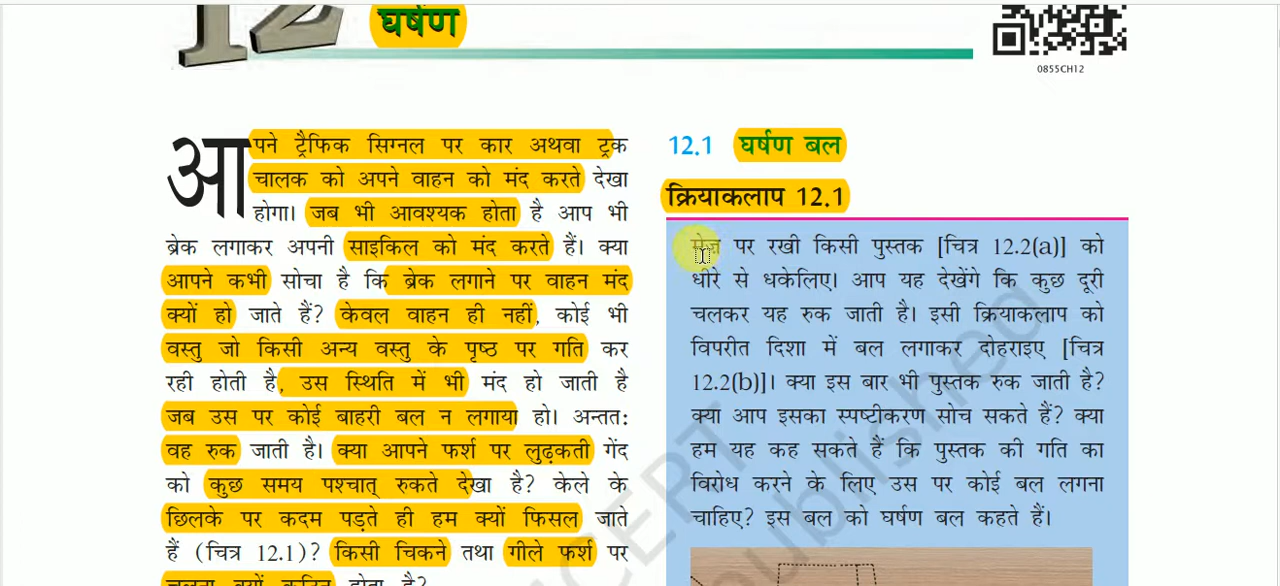 12 घर्षण
0855CH12
आपने ट्रैफिक सिग्नल पर कार अथवा ट्रक
चालक को अपने वाहन को मंद करते देखा
होगा। जब भी आवश्यक होता है आप भी
ब्रेक लगाकर अपनी साइकिल को मंद करते हैं। क्या
आपने कभी सोचा है कि ब्रेक लगाने पर वाहन मंद
क्यों हो जाते हैं? केवल वाहन ही नहीं, कोई भी
वस्तु जो किसी अन्य वस्तु के पृष्ठ पर गति कर
रही होती है, उस स्थिति में भी मंद हो जाती है
जब उस पर कोई बाहरी बल न लगाया हो। अन्तत:
वह रुक जाती है। क्या आपने फर्श पर लुढ़कती गेंद
को कुछ समय पश्चात् रुकते देखा है? केले के
छिलके पर कदम पड़ते ही हम क्यों फिसल जाते
हैं (चित्र 12.1)? किसी चिकने तथा गीले फर्श पर
चलना क्यों कठिन होता है?
12.1 घर्षण बल
क्रियाकलाप 12.1
मेज़ पर रखी किसी पुस्तक [चित्र 12.2(a)] को
धीरे से धकेलिए। आप यह देखेंगे कि कुछ दूरी
चलकर यह रुक जाती है। इसी क्रियाकलाप को
विपरीत दिशा में बल लगाकर दोहराइए [चित्र
12.2(b)]। क्या इस बार भी पुस्तक रुक जाती है?
क्या आप इसका स्पष्टीकरण सोच सकते हैं? क्या
हम यह कह सकते हैं कि पुस्तक की गति का
विरोध करने के लिए उस पर कोई बल लगना
चाहिए? इस बल को घर्षण बल कहते हैं।
NCERT
published